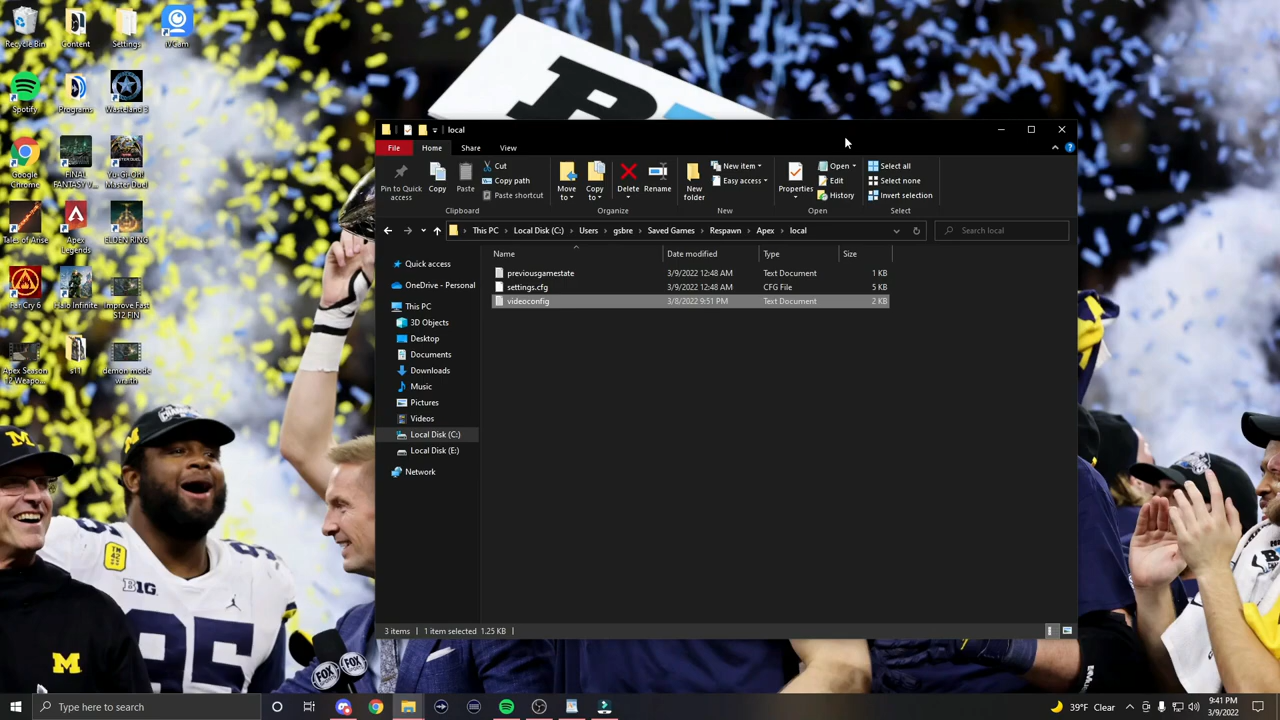 Recycle Bin
Content
Settings
iVCam
Spotify
Programs
Wasteland 3
Google Chrome
FINAL FANTASY V...
Yu-Gi-Oh! Master Duel
Tales of Arise
Apex Legends
ELDEN RING
Far Cry 6
Halo Infinite
Improve Fast S12 FIN
s11
demon mode wraith
local
File
Home
Share
View
Pin to Quick access
Copy
Paste
Cut
Copy path
Paste shortcut
Clipboard
Move to
Copy to
Delete
Rename
Organize
New folder
New item
Easy access
New
Properties
Open
Edit
History
Open
Select all
Select none
Invert selection
Select
This PC > Local Disk (C:) > Users > gsbre > Saved Games > Respawn > Apex > local
Search local
Name Date modified Type Size
previousgamestate 3/9/2022 12:48 AM Text Document 1 KB
settings.cfg 3/9/2022 12:48 AM CFG File 5 KB
videoconfig 3/8/2022 9:51 PM Text Document 2 KB
Quick access
OneDrive - Personal
This PC
3D Objects
Desktop
Documents
Downloads
Music
Pictures
Videos
Local Disk (C:)
Local Disk (E:)
Network
3 items 1 item selected 1.25 KB
B1G
95
M
FOX
FOX
Type here to search
39°F Clear
9:41 PM
3/9/2022